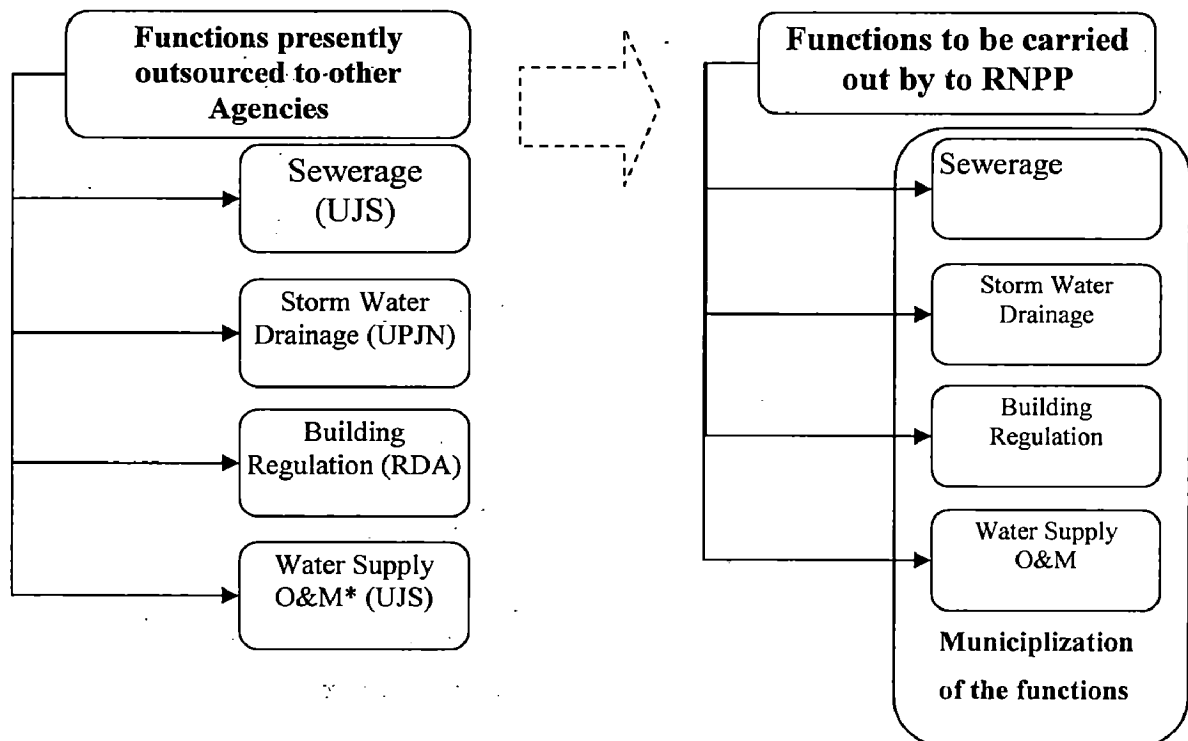 Functions presently
outsourced to other
Agencies
Sewerage
(UJS)
Storm Water
Drainage (UPJN)
Building
Regulation (RDA)
Water Supply
O&M* (UJS)
Functions to be carried
out by to RNPP
Sewerage
Storm Water
Drainage
Building
Regulation
Water Supply
O&M
Municiplization
of the functions